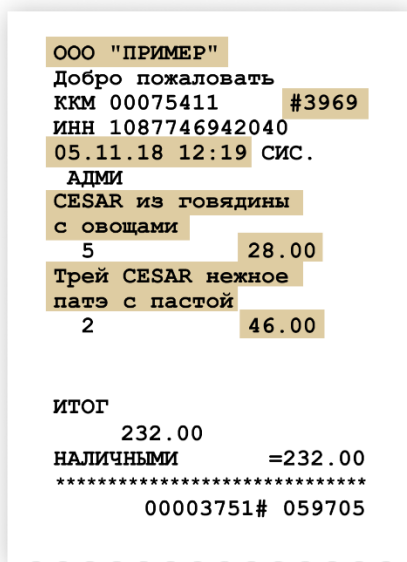 ООО "ПРИМЕР"
Добро пожаловать
ККМ 00075411 #3969
ИНН 1087746942040
05.11.18 12:19 СИС.
АДМИ
CESAR из говядины
с овощами
5 28.00
Трей CESAR нежное
патэ с пастой
2 46.00
ИТОГ
232.00
НАЛИЧНЫМИ =232.00
******************************
00003751# 059705